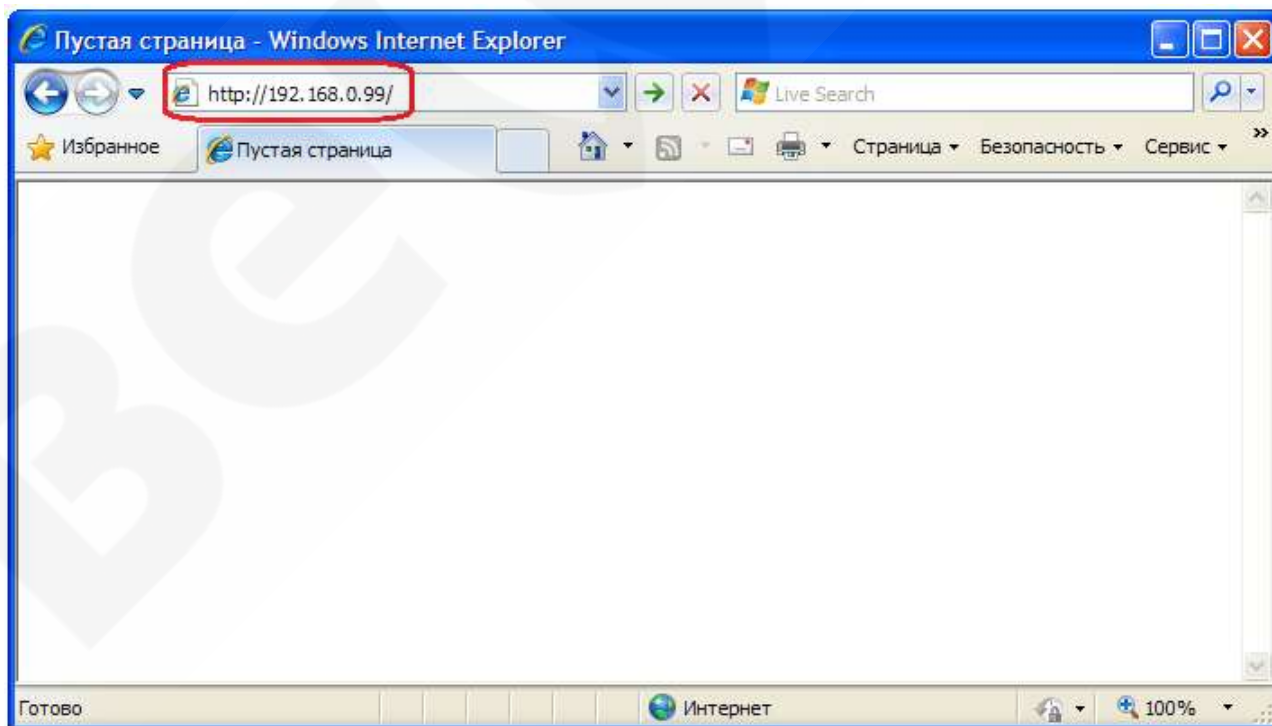 Пустая страница - Windows Internet Explorer
http://192.168.0.99/
Live Search
Избранное
Пустая страница
Страница
Безопасность
Сервис
»
Готово
Интернет
100%